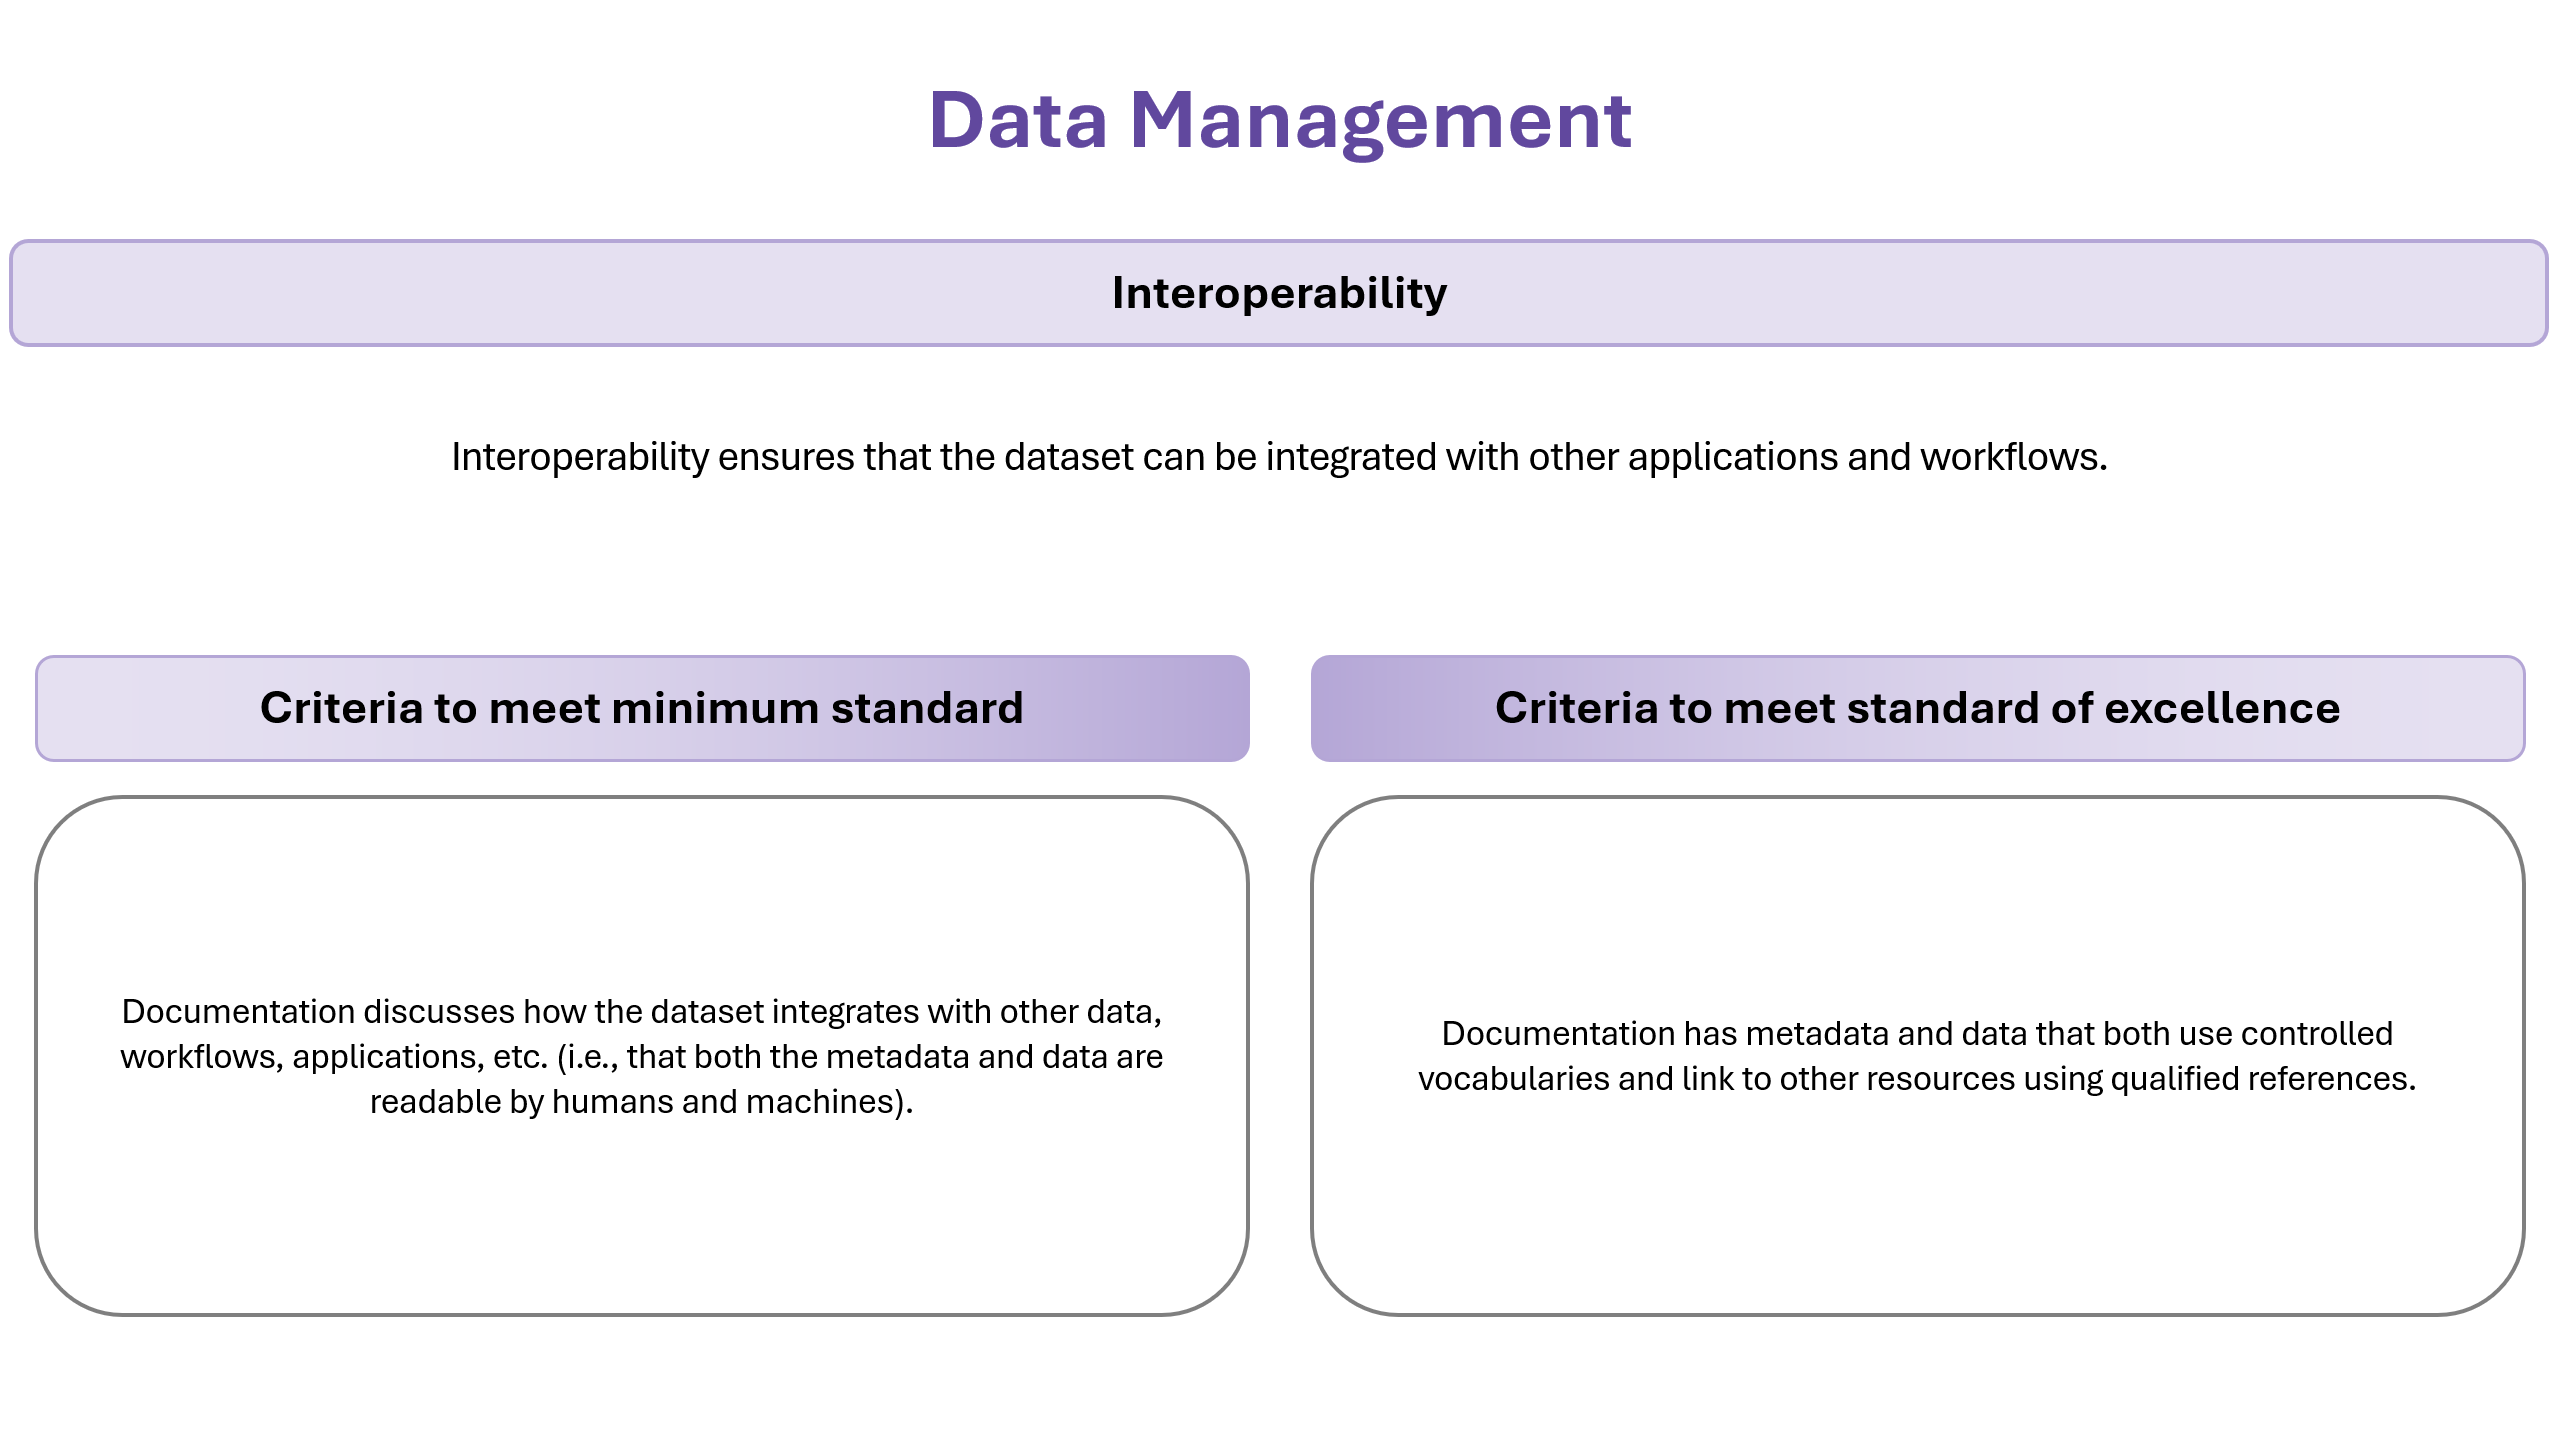 Data Management
Interoperability
Interoperability ensures that the dataset can be integrated with other applications and workflows.
Criteria to meet minimum standard
Documentation discusses how the dataset integrates with other data,
workflows, applications, etc. (i.e., that both the metadata and data are
readable by humans and machines).
Criteria to meet standard of excellence
Documentation has metadata and data that both use controlled
vocabularies and link to other resources using qualified references.